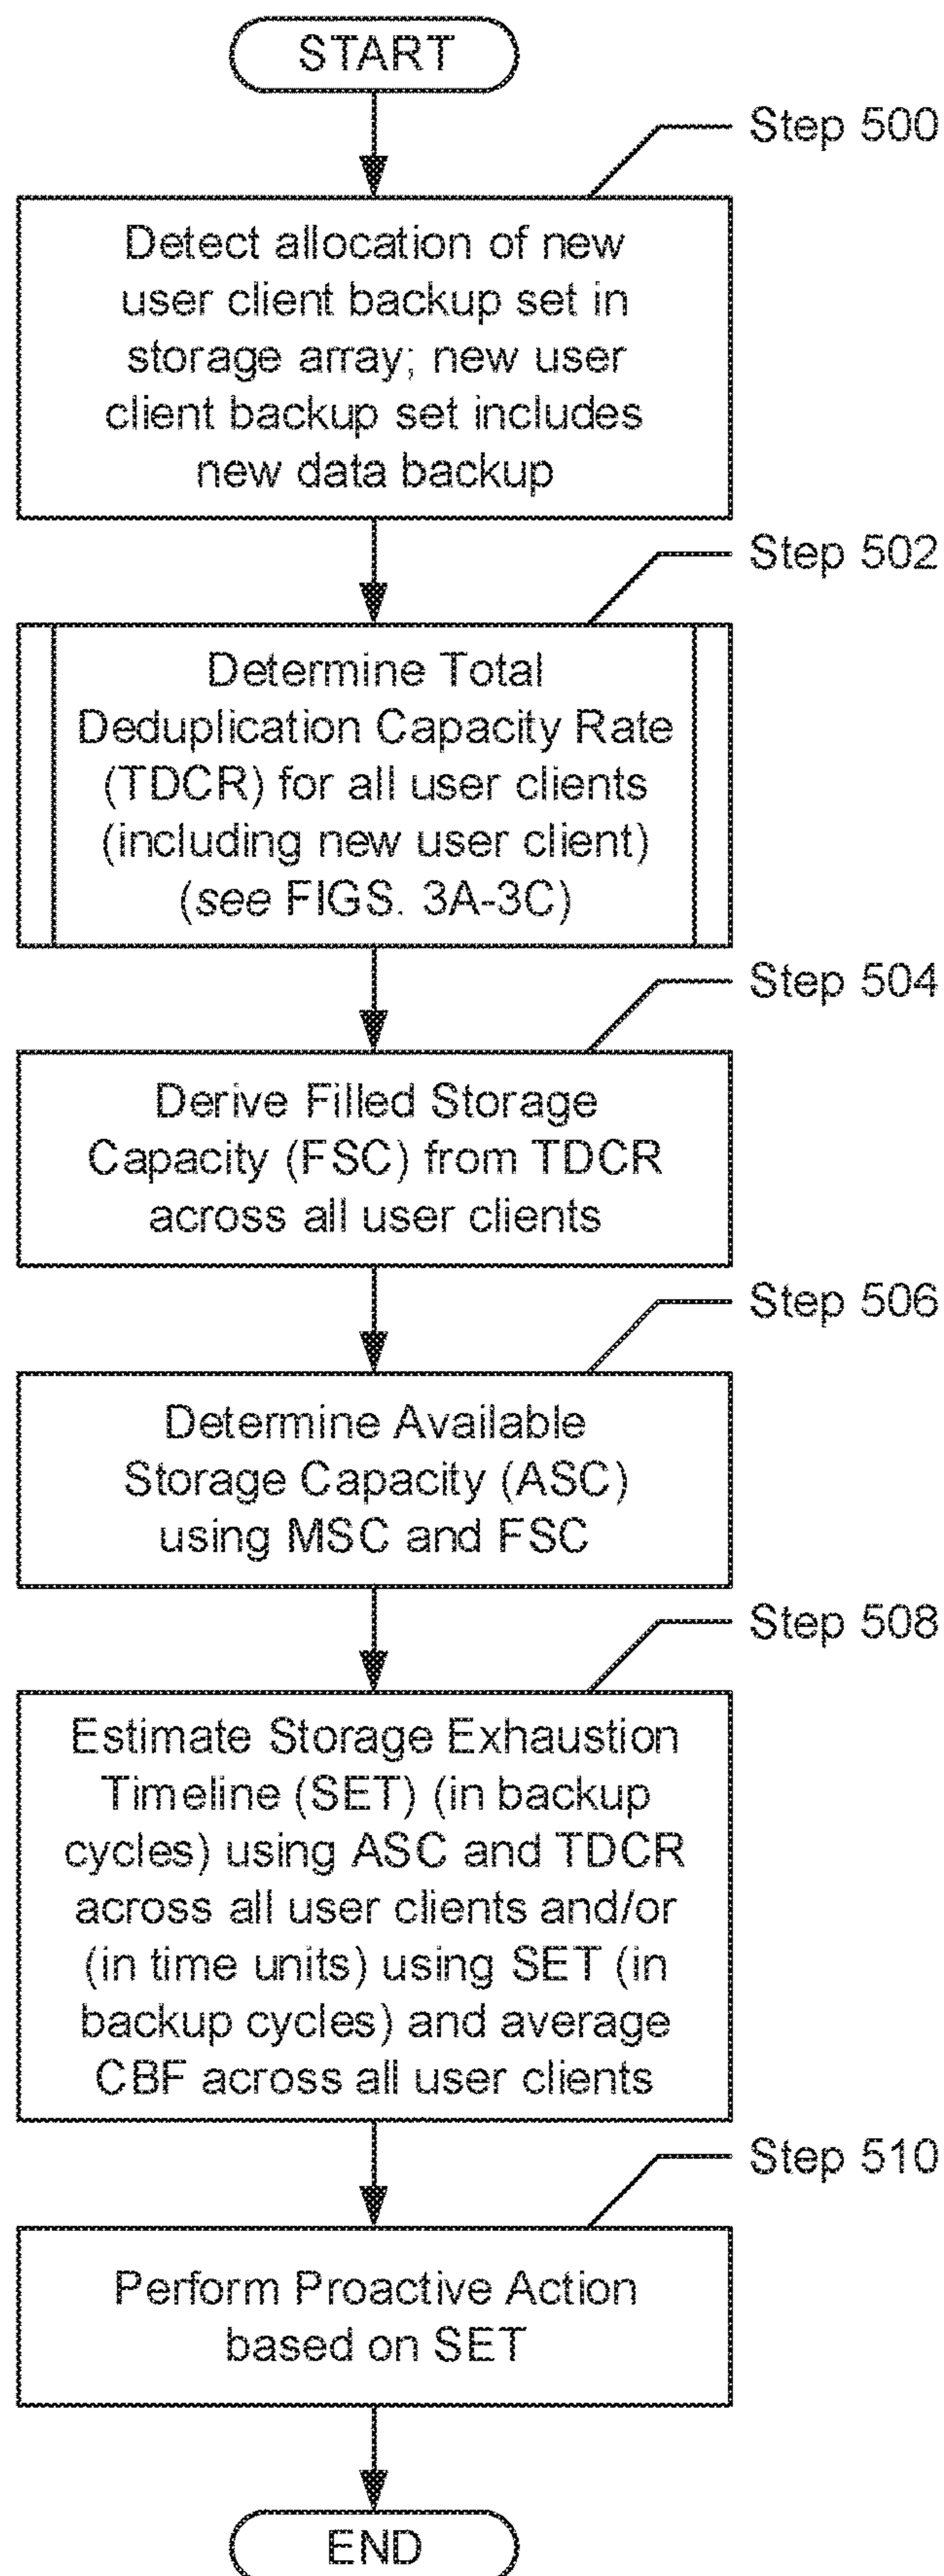 START
Step 500
Detect allocation of new
user client backup set in
storage array; new user
client backup set includes
new data backup
Step 502
Determine Total
Deduplication Capacity Rate
(TDCR) for all user clients
(including new user client)
(see FIGS. 3A-3C)
Step 504
Derive Filled Storage
Capacity (FSC) from TDCR
across all user clients
Step 506
Determine Available
Storage Capacity (ASC)
using MSC and FSC
Step 508
Estimate Storage Exhaustion
Timeline (SET) (in backup
cycles) using ASC and TDCR
across all user clients and/or
(in time units) using SET (in
backup cycles) and average
CBF across all user clients
Step 510
Perform Proactive Action
based on SET
END